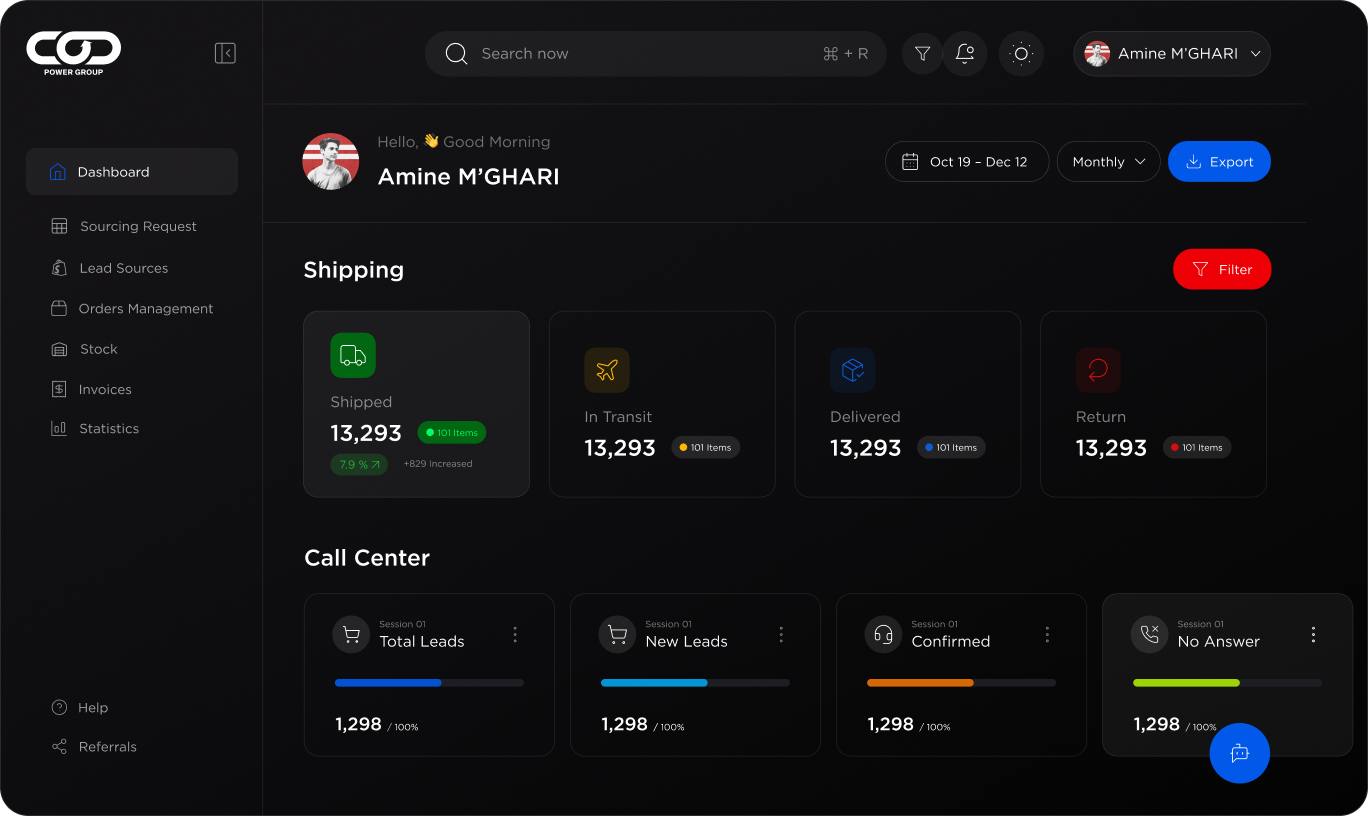 COD
POWER GROUP
Search now
⌘ + R
Amine M’GHARI
Dashboard
Sourcing Request
Lead Sources
Orders Management
Stock
Invoices
Statistics
Help
Referrals
Hello, 👋 Good Morning
Amine M’GHARI
Oct 19 – Dec 12
Monthly
Export
Shipping
Filter
Shipped
13,293
101 Items
7.9 %
+829 Increased
In Transit
13,293
101 Items
Delivered
13,293
101 Items
Return
13,293
101 Items
Call Center
Session 01
Total Leads
1,298 / 100%
Session 01
New Leads
1,298 / 100%
Session 01
Confirmed
1,298 / 100%
Session 01
No Answer
1,298 / 100%